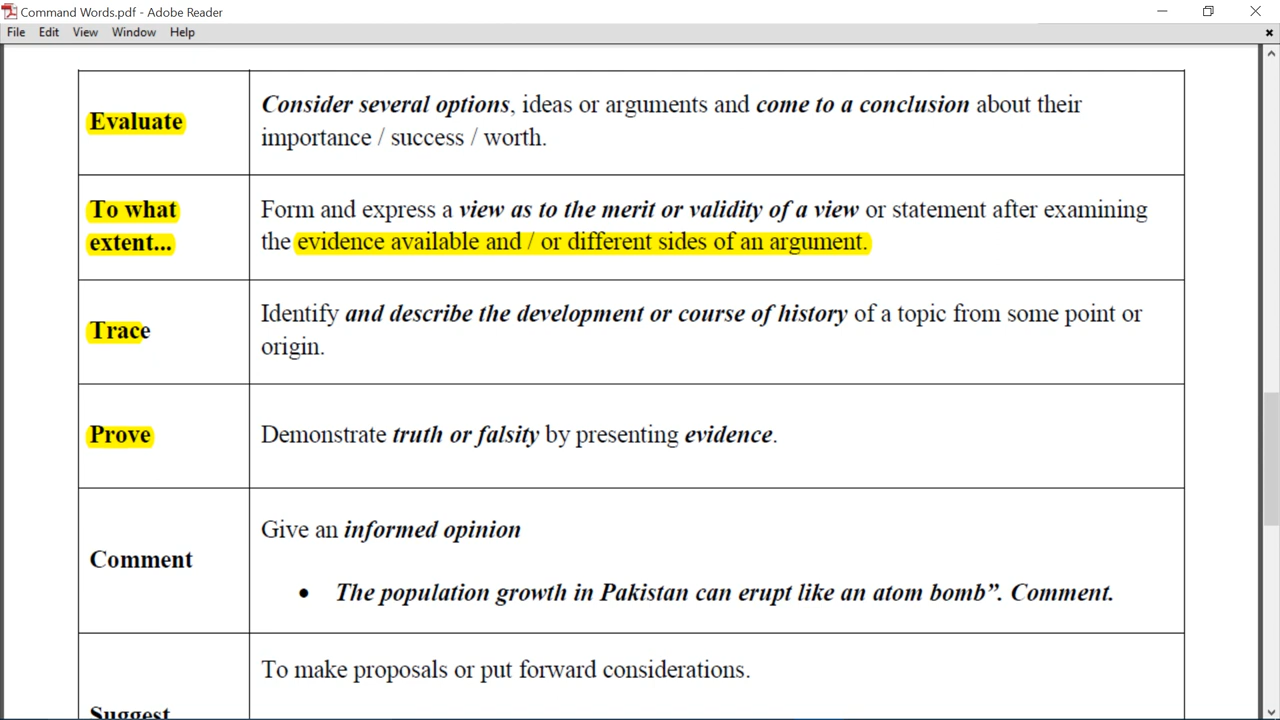 Command Words.pdf - Adobe Reader
File Edit View Window Help
Evaluate
Consider several options, ideas or arguments and come to a conclusion about their
importance / success / worth.
To what
extent...
Form and express a view as to the merit or validity of a view or statement after examining
the evidence available and / or different sides of an argument.
Trace
Identify and describe the development or course of history of a topic from some point or
origin.
Prove
Demonstrate truth or falsity by presenting evidence.
Comment
Give an informed opinion
• The population growth in Pakistan can erupt like an atom bomb”. Comment.
To make proposals or put forward considerations.
Suggest